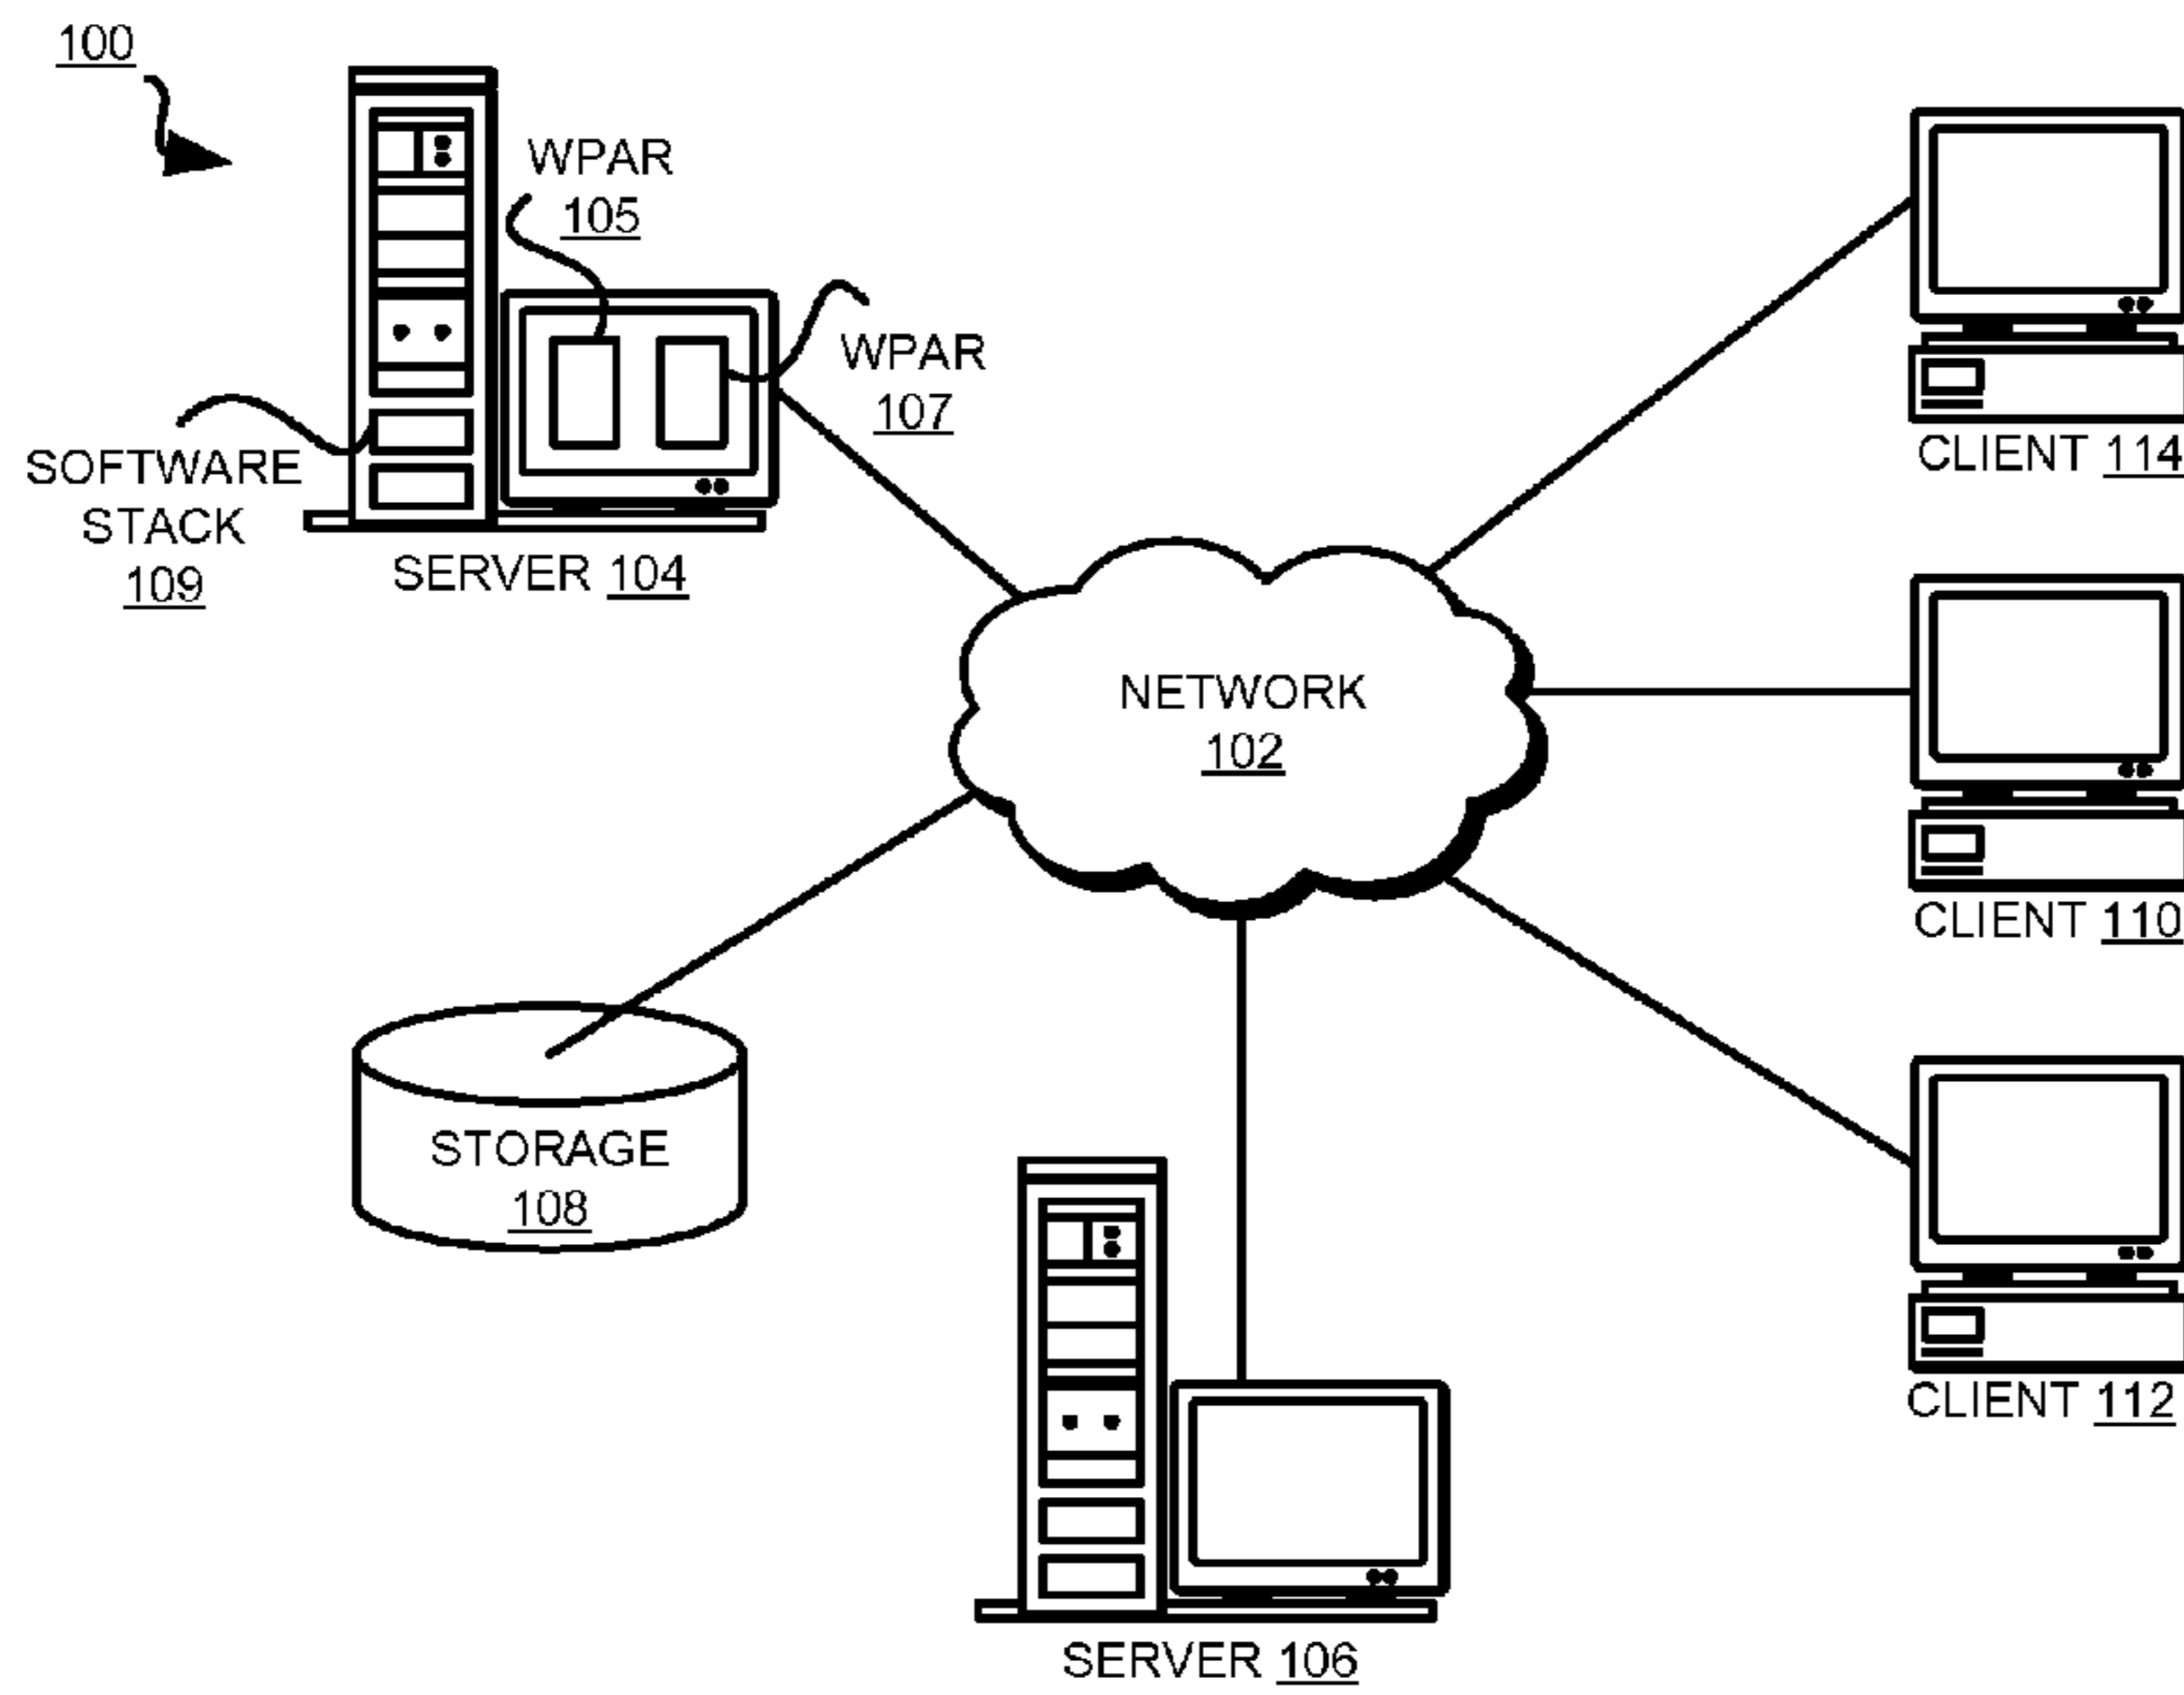 100
WPAR
105
WPAR
107
SOFTWARE
STACK
109
SERVER 104
CLIENT 114
NETWORK
102
CLIENT 110
STORAGE
108
CLIENT 112
SERVER 106